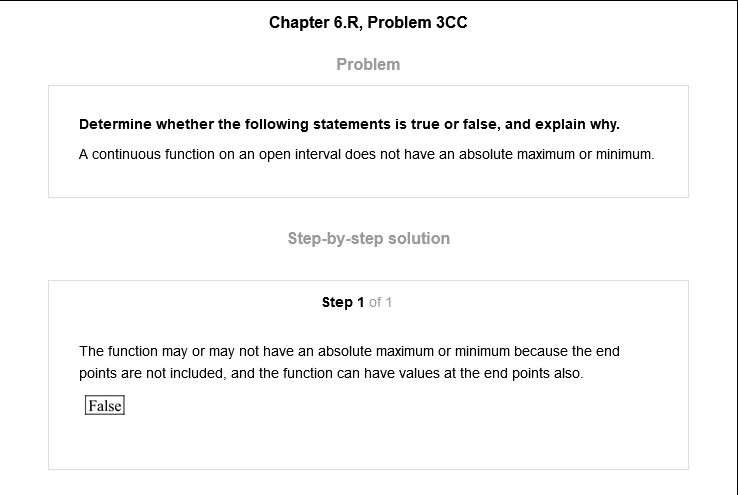 Chapter 6.R, Problem 3CC
Problem
Determine whether the following statements is true or false, and explain why.
A continuous function on an open interval does not have an absolute maximum or minimum.
Step-by-step solution
Step 1 of 1
The function may or may not have an absolute maximum or minimum because the end
points are not included, and the function can have values at the end points also.
False